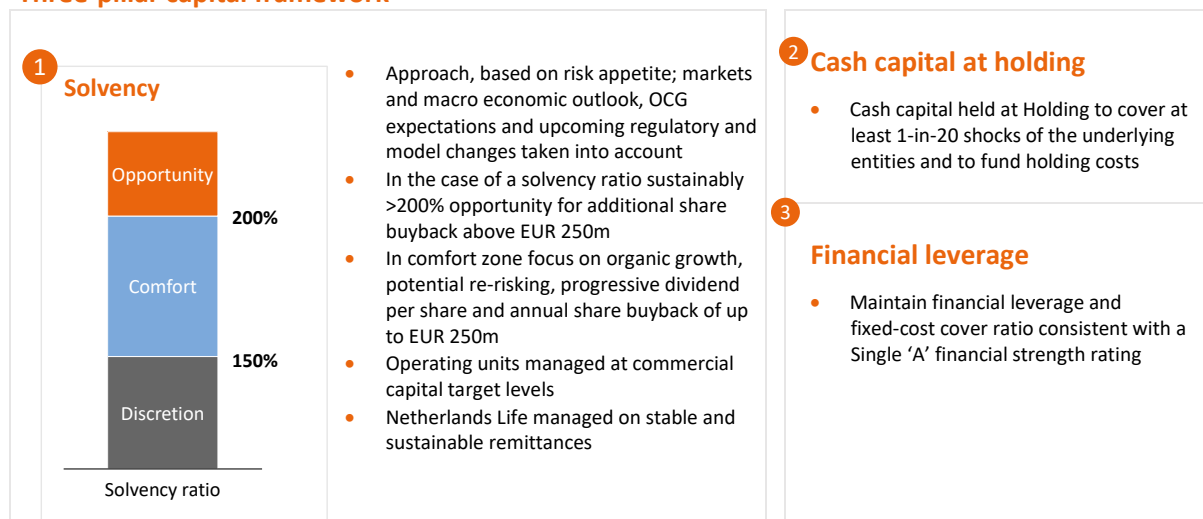 Three pillar capital framework
1
Solvency
Opportunity
200%
Comfort
150%
Discretion
Solvency ratio
• Approach, based on risk appetite; markets
and macro economic outlook, OCG
expectations and upcoming regulatory and
model changes taken into account
• In the case of a solvency ratio sustainably
>200% opportunity for additional share
buyback above EUR 250m
• In comfort zone focus on organic growth,
potential re-risking, progressive dividend
per share and annual share buyback of up
to EUR 250m
• Operating units managed at commercial
capital target levels
• Netherlands Life managed on stable and
sustainable remittances
2
Cash capital at holding
• Cash capital held at Holding to cover at
least 1-in-20 shocks of the underlying
entities and to fund holding costs
3
Financial leverage
• Maintain financial leverage and
fixed-cost cover ratio consistent with a
Single ‘A’ financial strength rating